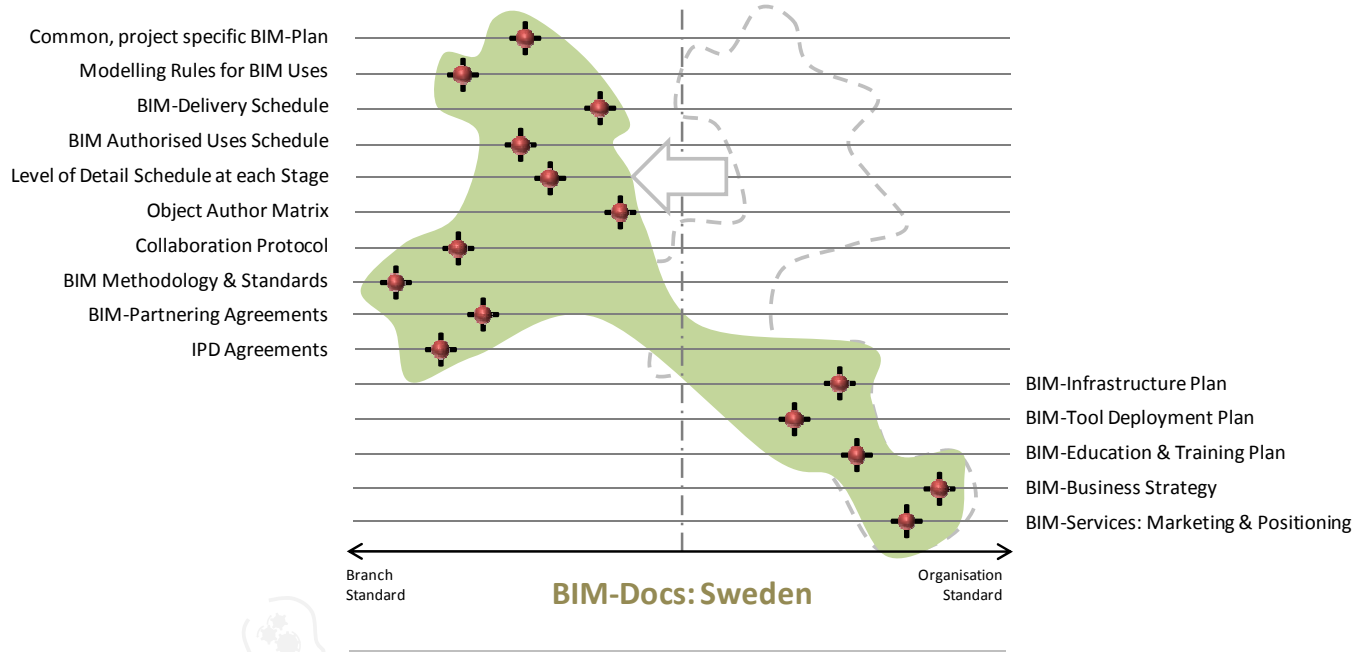 Common, project specific BIM-Plan
Modelling Rules for BIM Uses
BIM-Delivery Schedule
BIM Authorised Uses Schedule
Level of Detail Schedule at each Stage
Object Author Matrix
Collaboration Protocol
BIM Methodology & Standards
BIM-Partnering Agreements
IPD Agreements
BIM-Infrastructure Plan
BIM-Tool Deployment Plan
BIM-Education & Training Plan
BIM-Business Strategy
BIM-Services: Marketing & Positioning
Branch
Standard
BIM-Docs: Sweden
Organisation
Standard